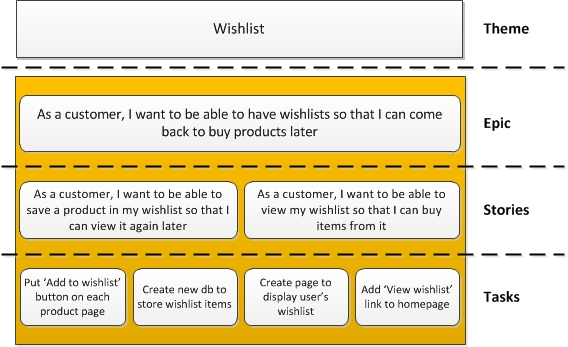 Wishlist
Theme
As a customer, I want to be able to have wishlists so that I can come
back to buy products later
Epic
As a customer, I want to be able to
save a product in my wishlist so that I
can view it again later
As a customer, I want to be able to
view my wishlist so that I can buy
items from it
Stories
Put ‘Add to wishlist’
button on each
product page
Create new db to
store wishlist items
Create page to
display user’s
wishlist
Add ‘View wishlist’
link to homepage
Tasks